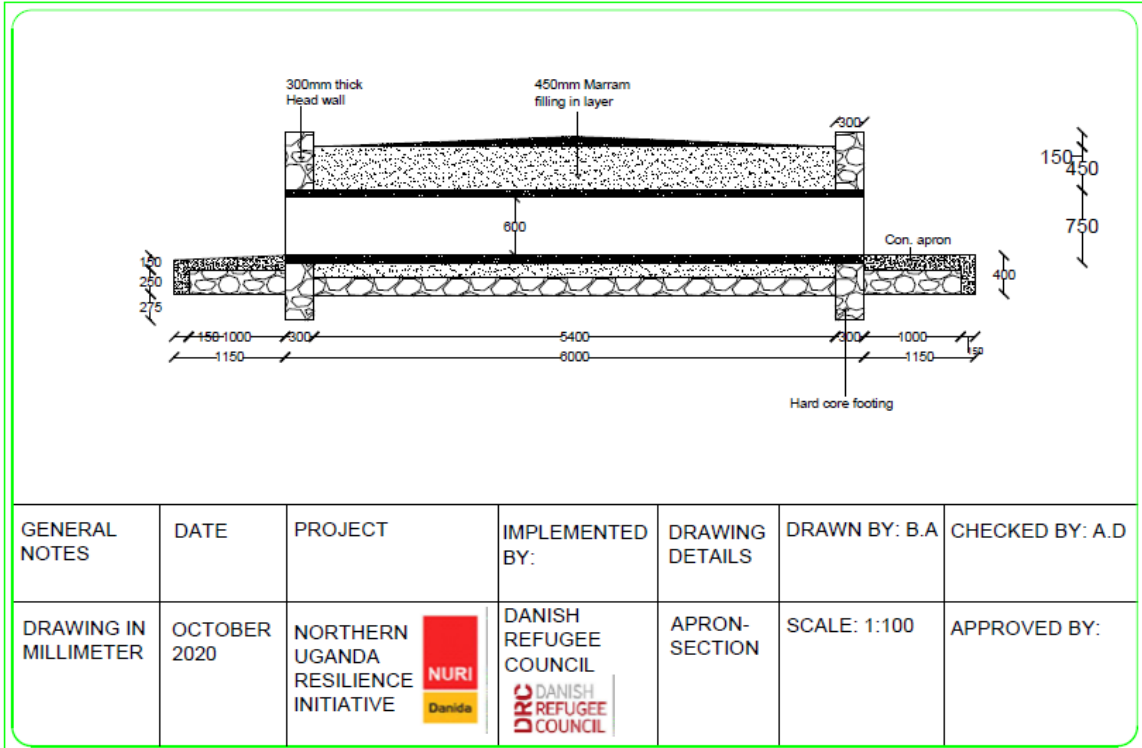 300mm thick
Head wall
450mm Marram
filling in layer
300
150
450
750
600
Con. apron
150
250
275
400
150 1000 300 5400 300 1000 150
1150 6000 1150
Hard core footing
GENERAL NOTES
DATE
PROJECT
IMPLEMENTED BY:
DRAWING DETAILS
DRAWN BY: B.A
CHECKED BY: A.D
DRAWING IN
MILLIMETER
OCTOBER
2020
NORTHERN
UGANDA
RESILIENCE
INITIATIVE
NURI
Danida
DANISH
REFUGEE
COUNCIL
DRC DANISH
REFUGEE
COUNCIL
APRON-
SECTION
SCALE: 1:100
APPROVED BY: